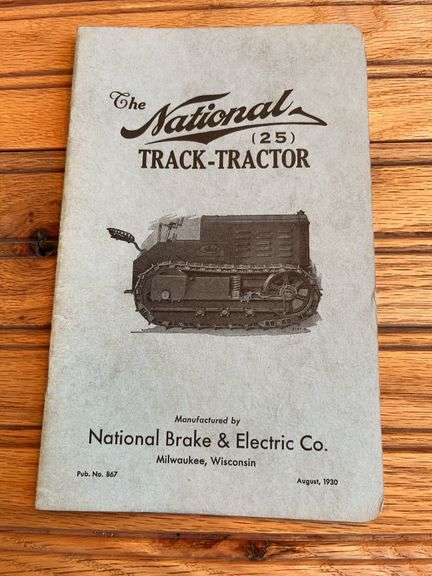 The National
(25)
TRACK-TRACTOR
Manufactured by
National Brake & Electric Co.
Milwaukee, Wisconsin
Pub. No. 867 August, 1930